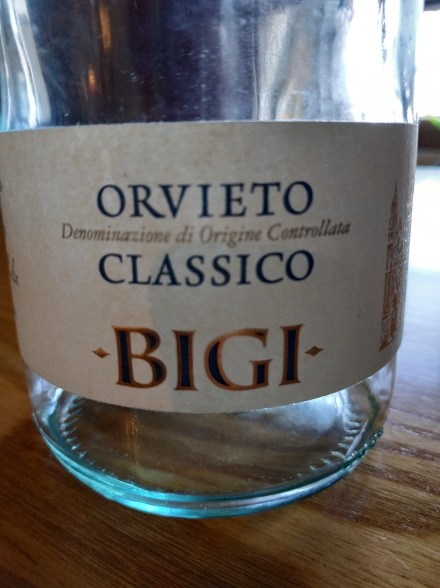 ORVIETO
Denominazione di Origine Controllata
CLASSICO
·BIGI·